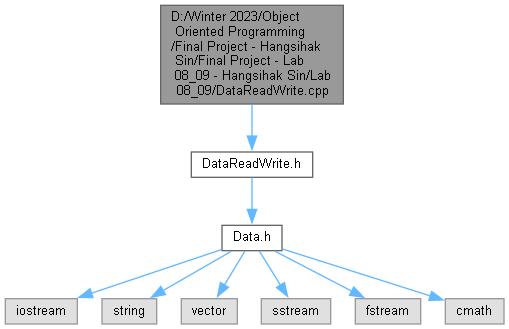 D:/Winter 2023/Object
Oriented Programming
/Final Project - Hangsihak
Sin/Final Project - Lab
08_09 - Hangsihak Sin/Lab
08_09/DataReadWrite.cpp
DataReadWrite.h
Data.h
iostream string vector sstream fstream cmath